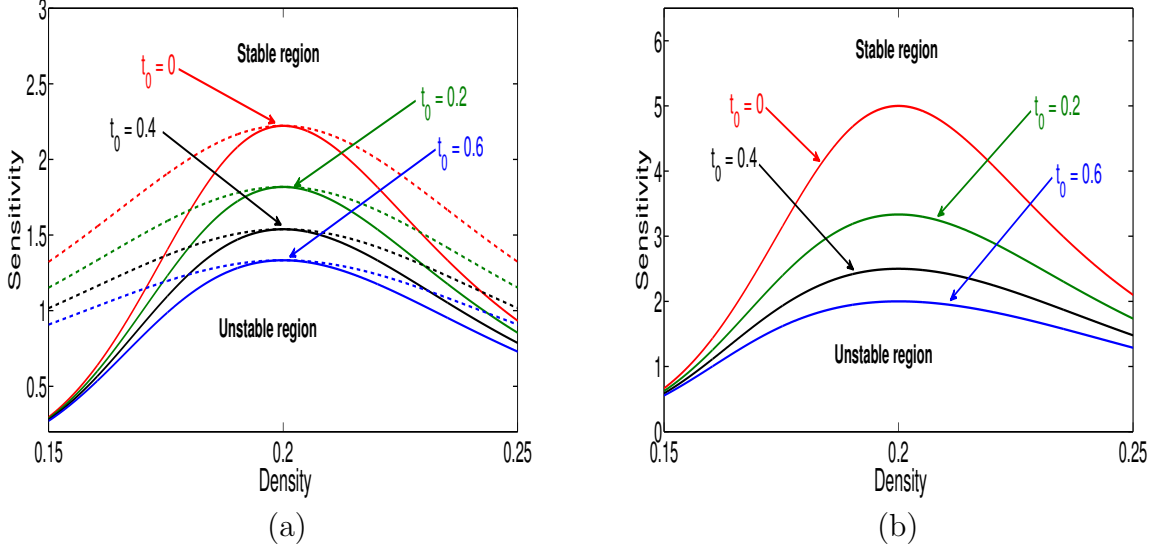 3
2.5
2
1.5
1
0.5
0.15
0.2
0.25
Sensitivity
Density
Stable region
t0 = 0
t0 = 0.2
t0 = 0.4
t0 = 0.6
Unstable region
(a)
6
5
4
3
2
1
0
0.15
0.2
0.25
Sensitivity
Density
Stable region
t0 = 0
t0 = 0.2
t0 = 0.4
t0 = 0.6
Unstable region
(b)